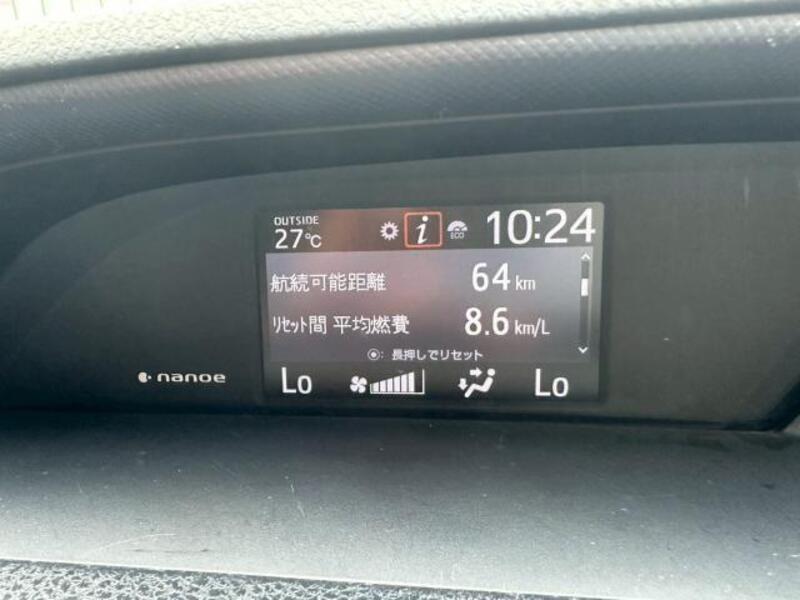 OUTSIDE
27℃ i ECO 10:24
航続可能距離 64 km
ﾘｾｯﾄ間 平均燃費 8.6 km/L
◉: 長押しでリセット
nanoe Lo Lo